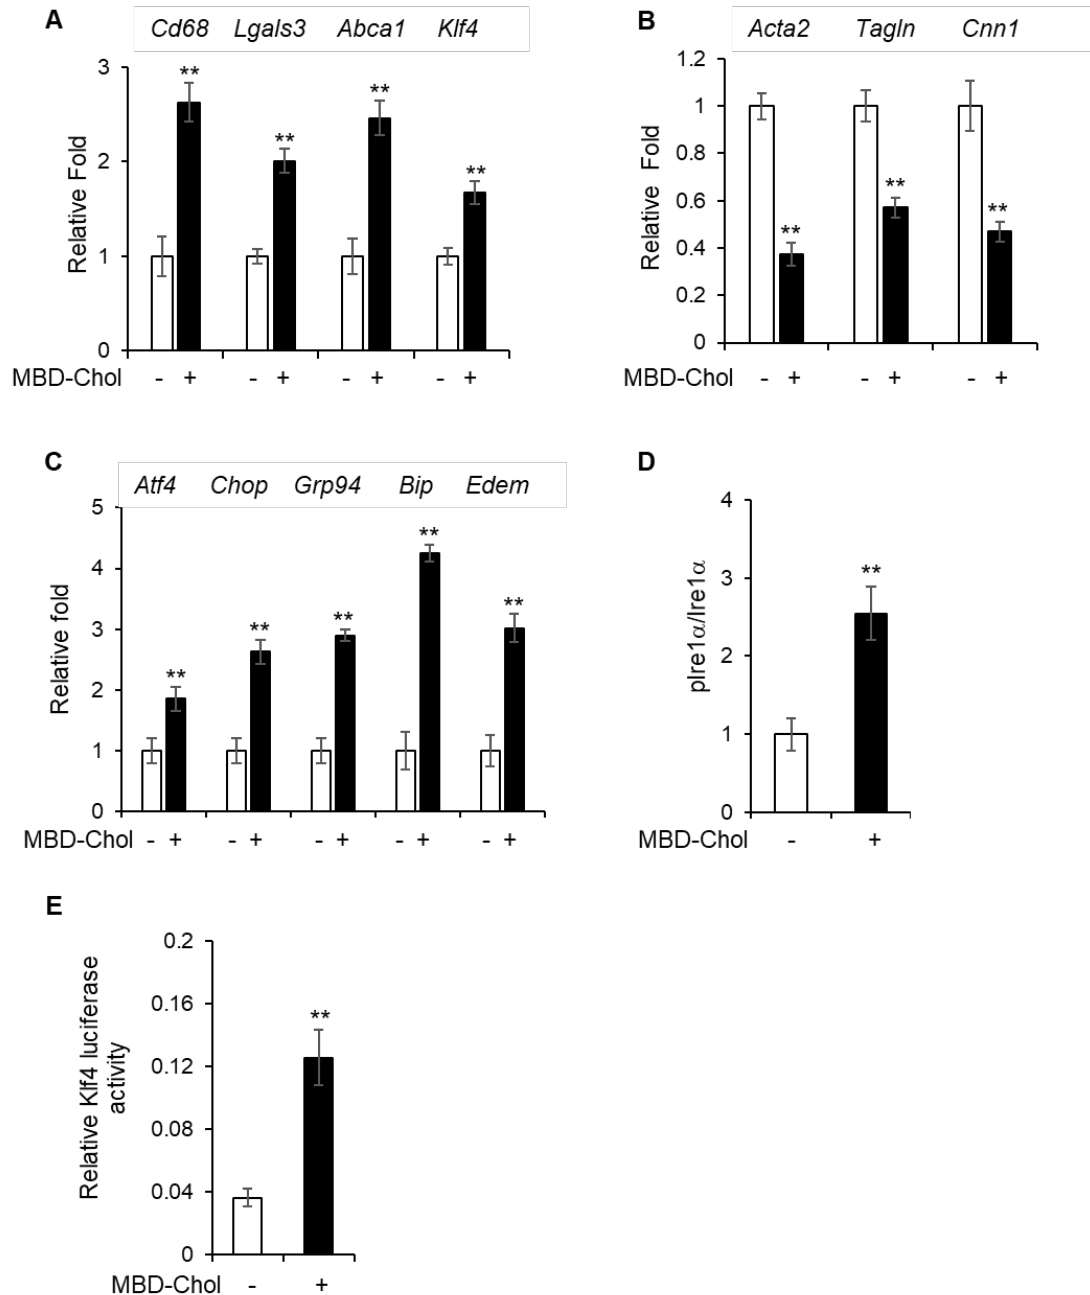 A
Cd68 Lgals3 Abca1 Klf4
3
2
1
0
Relative Fold
** ** ** **
MBD-Chol - + - + - + - +
B
Acta2 Tagln Cnn1
1.2
1
0.8
0.6
0.4
0.2
0
Relative Fold
** ** **
MBD-Chol - + - + - +
C
Atf4 Chop Grp94 Bip Edem
5
4
3
2
1
0
Relative fold
** ** ** ** **
MBD-Chol - + - + - + - + - +
D
4
3
2
1
0
pIre1α/Ire1α
**
MBD-Chol - +
E
0.2
0.16
0.12
0.08
0.04
0
Relative Klf4 luciferase
activity
**
MBD-Chol - +